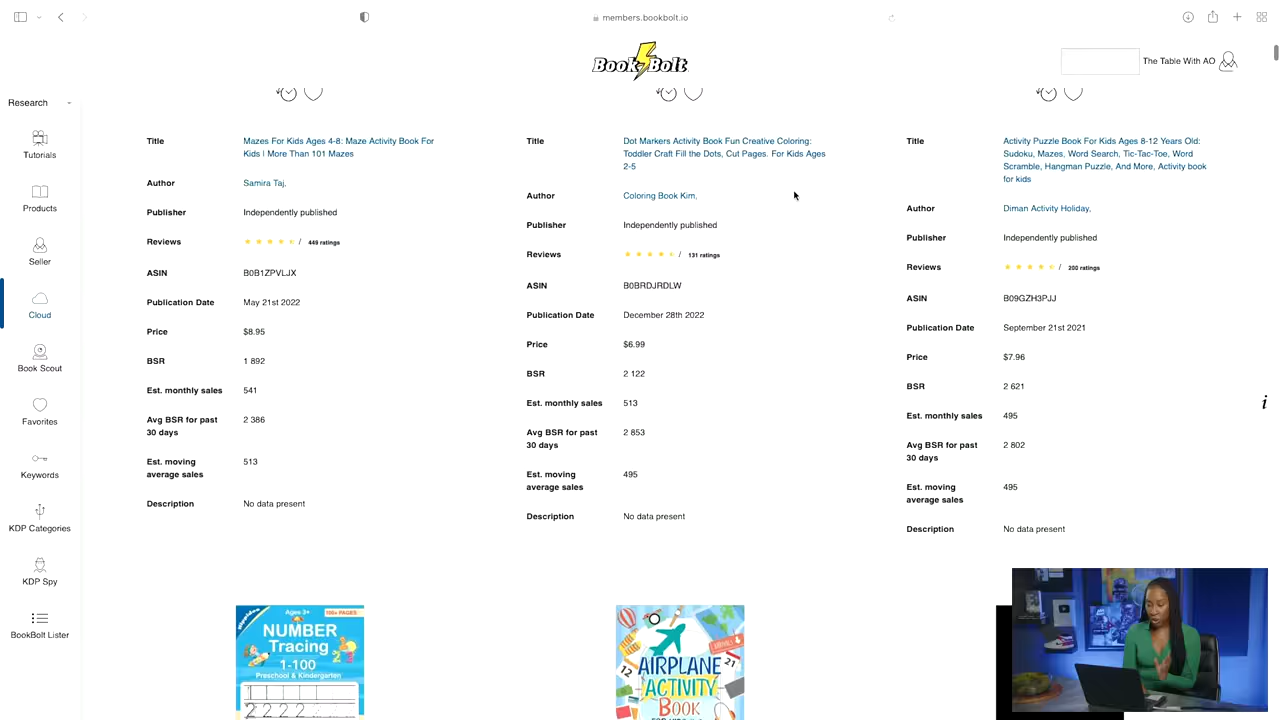 members.bookbolt.io
Book Bolt
The Table With AO
Research
Tutorials
Products
Seller
Cloud
Book Scout
Favorites
Keywords
KDP Categories
KDP Spy
BookBolt Lister
Title
Mazes For Kids Ages 4-8: Maze Activity Book For
Kids | More Than 101 Mazes
Author
Samira Taj,
Publisher
Independently published
Reviews
/ 449 ratings
ASIN
B0B1ZPVLJX
Publication Date
May 21st 2022
Price
$8.95
BSR
1 892
Est. monthly sales
541
Avg BSR for past
30 days
2 386
Est. moving
average sales
513
Description
No data present
Title
Dot Markers Activity Book Fun Creative Coloring:
Toddler Craft Fill the Dots, Cut Pages. For Kids Ages
2-5
Author
Coloring Book Kim,
Publisher
Independently published
Reviews
/ 131 ratings
ASIN
B0BRDJRDLW
Publication Date
December 28th 2022
Price
$6.99
BSR
2 122
Est. monthly sales
513
Avg BSR for past
30 days
2 853
Est. moving
average sales
495
Description
No data present
Title
Activity Puzzle Book For Kids Ages 8-12 Years Old:
Sudoku, Mazes, Word Search, Tic-Tac-Toe, Word
Scramble, Hangman Puzzle, And More, Activity book
for kids
Author
Diman Activity Holiday,
Publisher
Independently published
Reviews
/ 200 ratings
ASIN
B09GZH3PJJ
Publication Date
September 21st 2021
Price
$7.96
BSR
2 621
Est. monthly sales
495
Avg BSR for past
30 days
2 802
Est. moving
average sales
495
Description
No data present
i
Ages 3+
100+ PAGES
NUMBER
Tracing
1-100
Preschool & Kindergarten
2222
12
21
AIRPLANE
ACTIVITY
BOOK